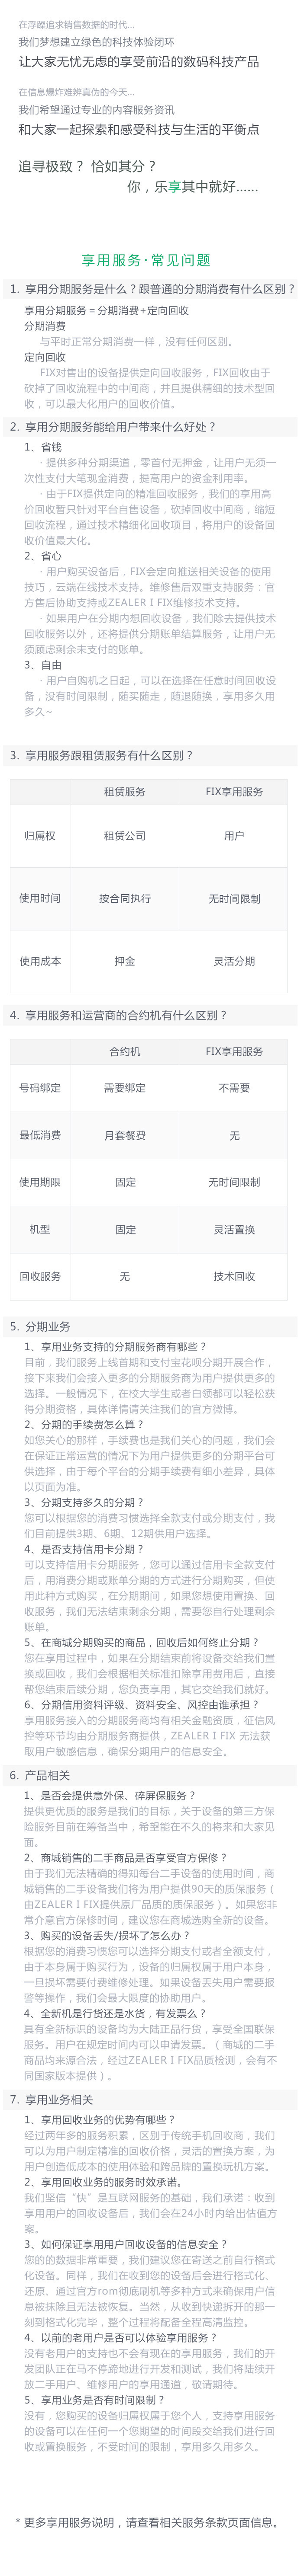 在浮躁追求销售数据的时代...
我们梦想建立绿色的科技体验闭环
让大家无忧无虑的享受前沿的数码科技产品
在信息爆炸难辨真伪的今天...
我们希望通过专业的内容服务资讯
和大家一起探索和感受科技与生活的平衡点
追寻极致？ 恰如其分？
你，乐享其中就好......
享用服务·常见问题
1. 享用分期服务是什么？跟普通的分期消费有什么区别？
享用分期服务 = 分期消费+定向回收
分期消费
与平时正常分期消费一样，没有任何区别。
定向回收
FIX对售出的设备提供定向回收服务，FIX回收由于
砍掉了回收流程中的中间商，并且提供精细的技术型回
收，可以最大化用户的回收价值。
2. 享用分期服务能给用户带来什么好处？
1、省钱
· 提供多种分期渠道，零首付无押金，让用户无须一
次性支付大笔现金消费，提高用户的资金利用率。
· 由于FIX提供定向的精准回收服务，我们的享用高
价回收暂只针对平台自售设备，砍掉回收中间商，缩短
回收流程，通过技术精细化回收项目，将用户的设备回
收价值最大化。
2、省心
· 用户购买设备后，FIX会定向推送相关设备的使用
技巧，云端在线技术支持。维修售后双重支持服务：官
方售后协助支持或ZEALER I FIX维修技术支持。
· 如果用户在分期内想回收设备，我们除去提供技术
回收服务以外，还将提供分期账单结算服务，让用户无
须顾虑剩余未支付的账单。
3、自由
· 用户自购机之日起，可以在选择在任意时间回收设
备，没有时间限制，随买随走，随退随换，享用多久用
多久~
3. 享用服务跟租赁服务有什么区别？
租赁服务 FIX享用服务
归属权 租赁公司 用户
使用时间 按合同执行 无时间限制
使用成本 押金 灵活分期
4. 享用服务和运营商的合约机有什么区别？
合约机 FIX享用服务
号码绑定 需要绑定 不需要
最低消费 月套餐费 无
使用期限 固定 无时间限制
机型 固定 灵活置换
回收服务 无 技术回收
5. 分期业务
1、享用业务支持的分期服务商有哪些？
目前，我们服务上线首期和支付宝花呗分期开展合作，
接下来我们会接入更多的分期服务商为用户提供更多的
选择。一般情况下，在校大学生或者白领都可以轻松获
得分期资格，具体详情请关注我们的官方微博。
2、分期的手续费怎么算？
如您关心的那样，手续费也是我们关心的问题，我们会
在保证正常运营的情况下为用户提供更多的分期平台可
供选择，由于每个平台的分期手续费有细小差异，具体
以页面为准。
3、分期支持多久的分期？
您可以根据您的消费习惯选择全款支付或分期支付，我
们目前提供3期、6期、12期供用户选择。
4、是否支持信用卡分期？
可以支持信用卡分期服务，您可以通过信用卡全款支付
后，用消费分期或账单分期的方式进行分期购买，但使
用此种方式购买，在分期期间，如果您想使用置换、回
收服务，我们无法结束剩余分期，需要您自行处理剩余
账单。
5、在商城分期购买的商品，回收后如何终止分期？
您在享用过程中，如果在分期结束前将设备交给我们置
换或回收，我们会根据相关标准扣除享用费用后，直接
帮您结束后续分期，您负责享用，其它交给我们就好。
6、分期信用资料评级、资料安全、风控由谁承担？
享用服务接入的分期服务商均有相关金融资质，征信风
控等环节均由分期服务商提供，ZEALER I FIX 无法获
取用户敏感信息，确保分期用户的信息安全。
6. 产品相关
1、是否会提供意外保、碎屏保服务？
提供更优质的服务是我们的目标，关于设备的第三方保
险服务目前在筹备当中，希望能在不久的将来和大家见
面。
2、商城销售的二手商品是否享受官方保修？
由于我们无法精确的得知每台二手设备的使用时间，商
城销售的二手设备我们将为用户提供90天的质保服务（
由ZEALER I FIX提供原厂品质的质保服务）。如果您非
常介意官方保修时间，建议您在商城选购全新的设备。
3、购买的设备丢失/损坏了怎么办？
根据您的消费习惯您可以选择分期支付或者全额支付，
由于本身属于购买行为，设备的归属权属于用户本身，
一旦损坏需要付费维修处理。如果设备丢失用户需要报
警等操作，我们会最大限度的协助用户。
4、全新机是行货还是水货，有发票么？
具有全新标识的设备均为大陆正品行货，享受全国联保
服务。用户在规定时间内可以申请发票。（商城的二手
商品均来源合法，经过ZEALER I FIX品质检测，会有不
同国家版本提供）。
7. 享用业务相关
1、享用回收业务的优势有哪些？
经过两年多的服务积累，区别于传统手机回收商，我们
可以为用户制定精准的回收价格，灵活的置换方案，为
用户创造低成本的使用体验和跨品牌的置换玩机方案。
2、享用回收业务的服务时效承诺。
我们坚信“快”是互联网服务的基础，我们承诺：收到
享用用户的回收设备后，我们会在24小时内给出估值方
案。
3、如何保证享用用户回收设备的信息安全？
您的的数据非常重要，我们建议您在寄送之前自行格式
化设备。同样，我们在收到您的设备后会进行格式化、
还原、通过官方rom彻底刷机等多种方式来确保用户信
息被抹除且无法被恢复。当然，从收到快递拆开的那一
刻到格式化完毕，整个过程将配备全程高清监控。
4、以前的老用户是否可以体验享用服务？
没有老用户的支持也不会有现在的享用服务，我们的开
发团队正在马不停蹄地进行开发和测试，我们将陆续开
放二手用户、维修用户的享用通道，敬请期待。
5、享用业务是否有时间限制？
没有，您购买的设备归属权属于您个人，支持享用服务
的设备可以在任何一个您期望的时间段交给我们进行回
收或置换服务，不受时间的限制，享用多久用多久。
* 更多享用服务说明，请查看相关服务条款页面信息。